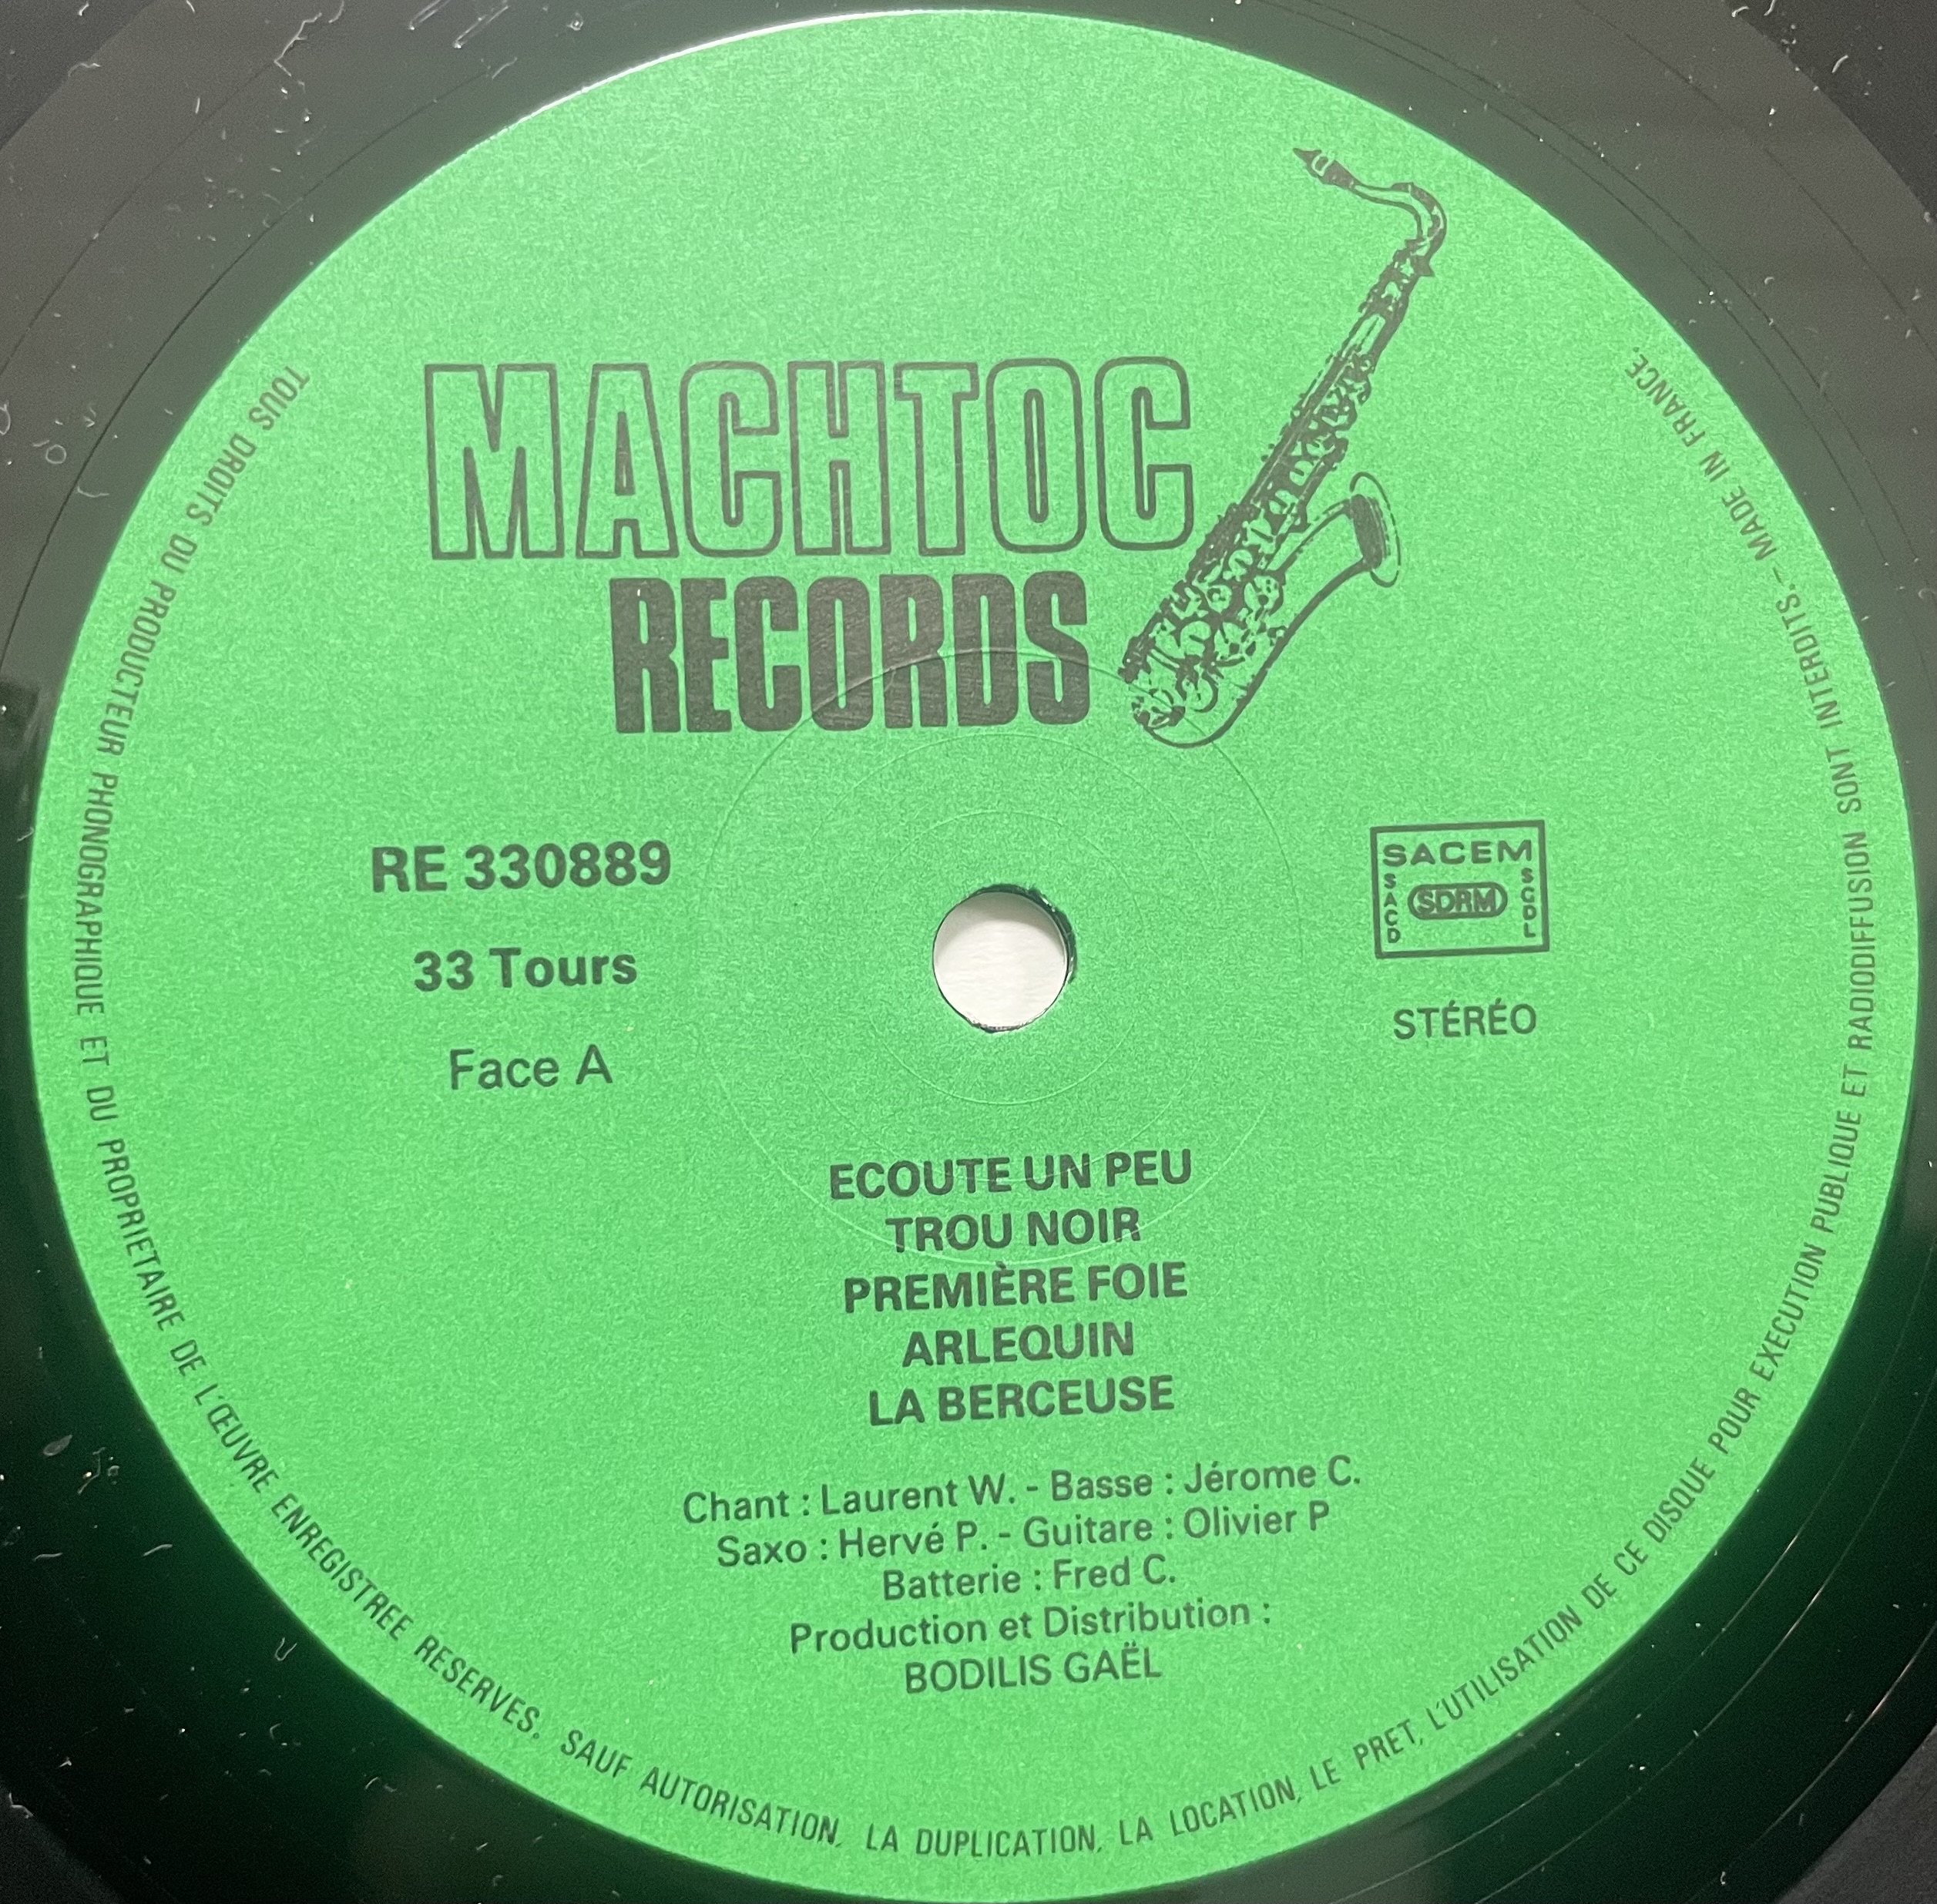 MACHTOC
RECORDS
RE 330889
33 Tours
Face A
SACEM
SACD
SDRM
SGDL
STÉRÉO
ECOUTE UN PEU
TROU NOIR
PREMIÈRE FOIE
ARLEQUIN
LA BERCEUSE
Chant : Laurent W. - Basse : Jérome C.
Saxo : Hervé P. - Guitare : Olivier P
Batterie : Fred C.
Production et Distribution :
BODILIS GAËL
TOUS DROITS DU PRODUCTEUR PHONOGRAPHIQUE ET DU PROPRIETAIRE DE L'ŒUVRE ENREGISTREE RESERVES. SAUF AUTORISATION, LA DUPLICATION, LA LOCATION, LE PRET, L'UTILISATION DE CE DISQUE POUR EXECUTION PUBLIQUE ET RADIODIFFUSION SONT INTERDITS. – MADE IN FRANCE.